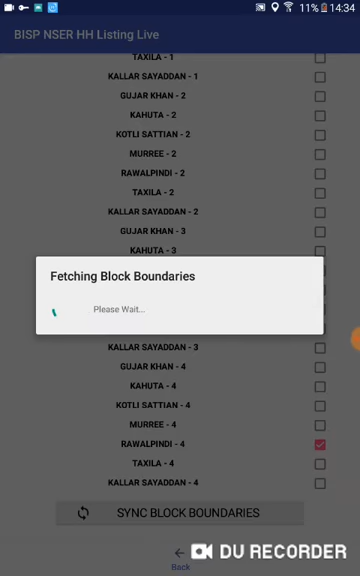 11% 14:34
BISP NSER HH Listing Live
TAXILA - 1
KALLAR SAYADDAN - 1
GUJAR KHAN - 2
KAHUTA - 2
KOTLI SATTIAN - 2
MURREE - 2
RAWALPINDI - 2
TAXILA - 2
KALLAR SAYADDAN - 2
GUJAR KHAN - 3
KAHUTA - 3
Fetching Block Boundaries
Please Wait...
KALLAR SAYADDAN - 3
GUJAR KHAN - 4
KAHUTA - 4
KOTLI SATTIAN - 4
MURREE - 4
RAWALPINDI - 4
TAXILA - 4
KALLAR SAYADDAN - 4
SYNC BLOCK BOUNDARIES
Back
DU RECORDER